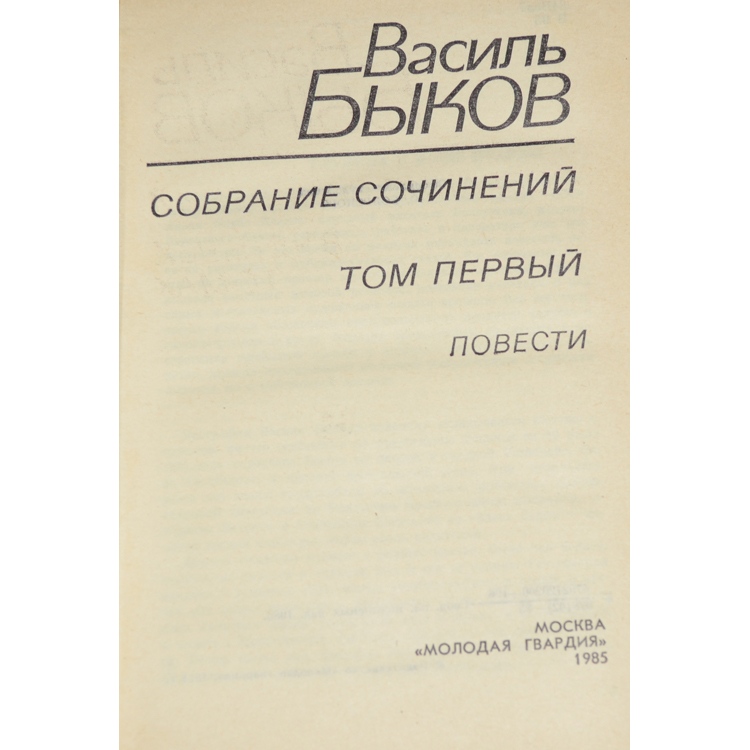 Василь
БЫКОВ
СОБРАНИЕ СОЧИНЕНИЙ
ТОМ ПЕРВЫЙ
ПОВЕСТИ
МОСКВА
«МОЛОДАЯ ГВАРДИЯ»
1985